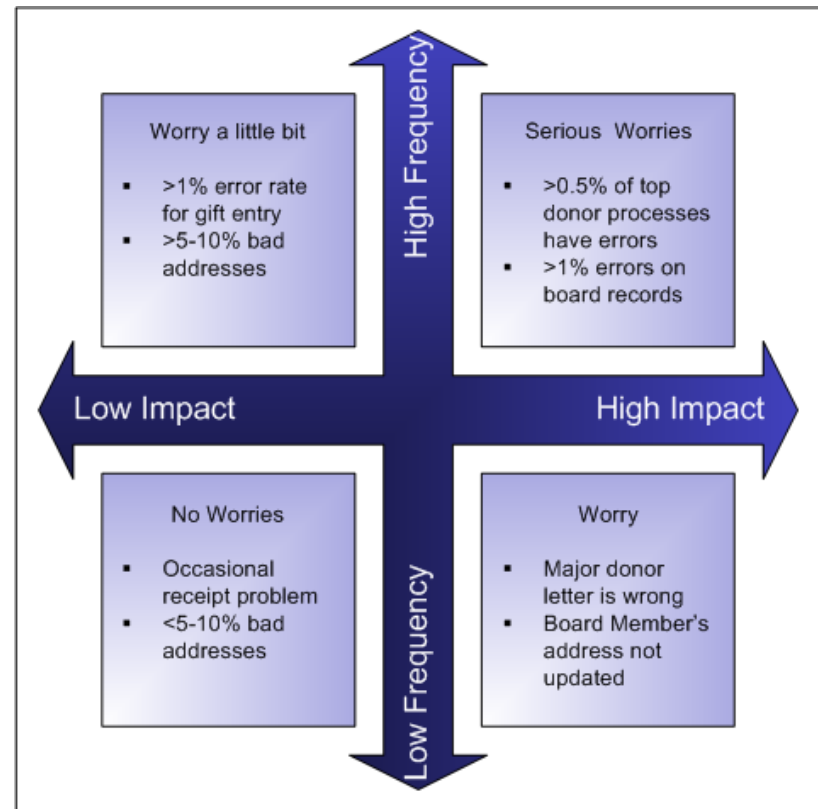 High Frequency
Worry a little bit
▪ >1% error rate
for gift entry
▪ >5-10% bad
addresses
Serious Worries
▪ >0.5% of top
donor processes
have errors
▪ >1% errors on
board records
Low Impact
High Impact
No Worries
▪ Occasional
receipt problem
▪ <5-10% bad
addresses
Worry
▪ Major donor
letter is wrong
▪ Board Member's
address not
updated
Low Frequency